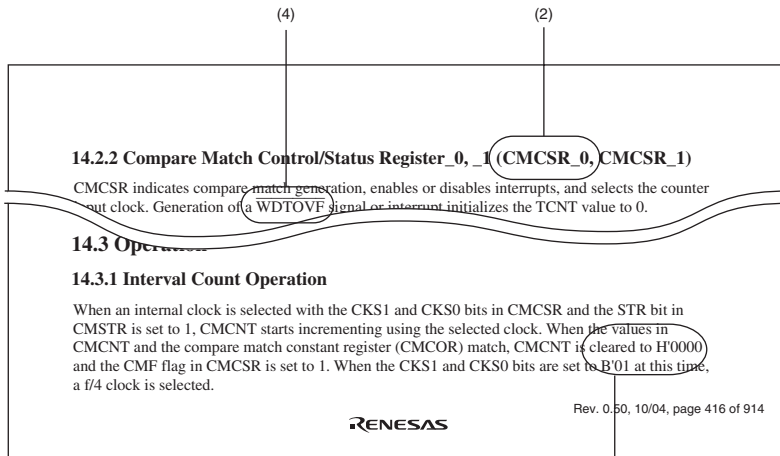 (4) (2)
14.2.2 Compare Match Control/Status Register_0, _1 (CMCSR_0, CMCSR_1)
CMCSR indicates compare match generation, enables or disables interrupts, and selects the counter
input clock. Generation of a WDTOVF signal or interrupt initializes the TCNT value to 0.
14.3 Operation
14.3.1 Interval Count Operation
When an internal clock is selected with the CKS1 and CKS0 bits in CMCSR and the STR bit in
CMSTR is set to 1, CMCNT starts incrementing using the selected clock. When the values in
CMCNT and the compare match constant register (CMCOR) match, CMCNT is cleared to H'0000
and the CMF flag in CMCSR is set to 1. When the CKS1 and CKS0 bits are set to B'01 at this time,
a f/4 clock is selected.
Rev. 0.50, 10/04, page 416 of 914
RENESAS